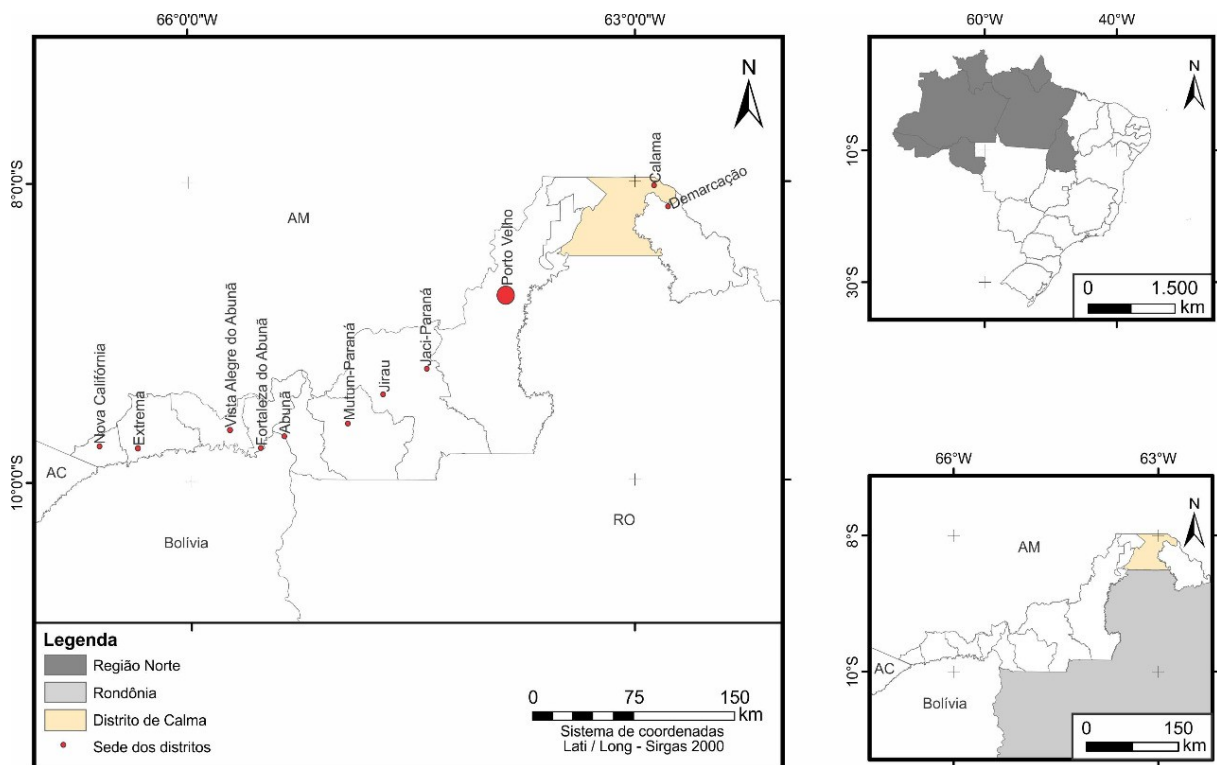 66°0'0"W
63°0'0"W
N
8°0'0"S
10°0'0"S
AM
Calama
Demarcação
Porto Velho
Jaci-Paraná
Jirau
Mutum-Paraná
Abunã
Fortaleza do Abunã
Vista Alegre do Abunã
Extrema
Nova Califórnia
AC
RO
Bolívia
Legenda
Região Norte
Rondônia
Distrito de Calma
Sede dos distritos
0 75 150
km
Sistema de coordenadas
Lati / Long - Sirgas 2000
60°W
40°W
N
10°S
30°S
0 1.500
km
66°W
63°W
N
8°S
AM
AC
10°S
Bolívia
0 150
km